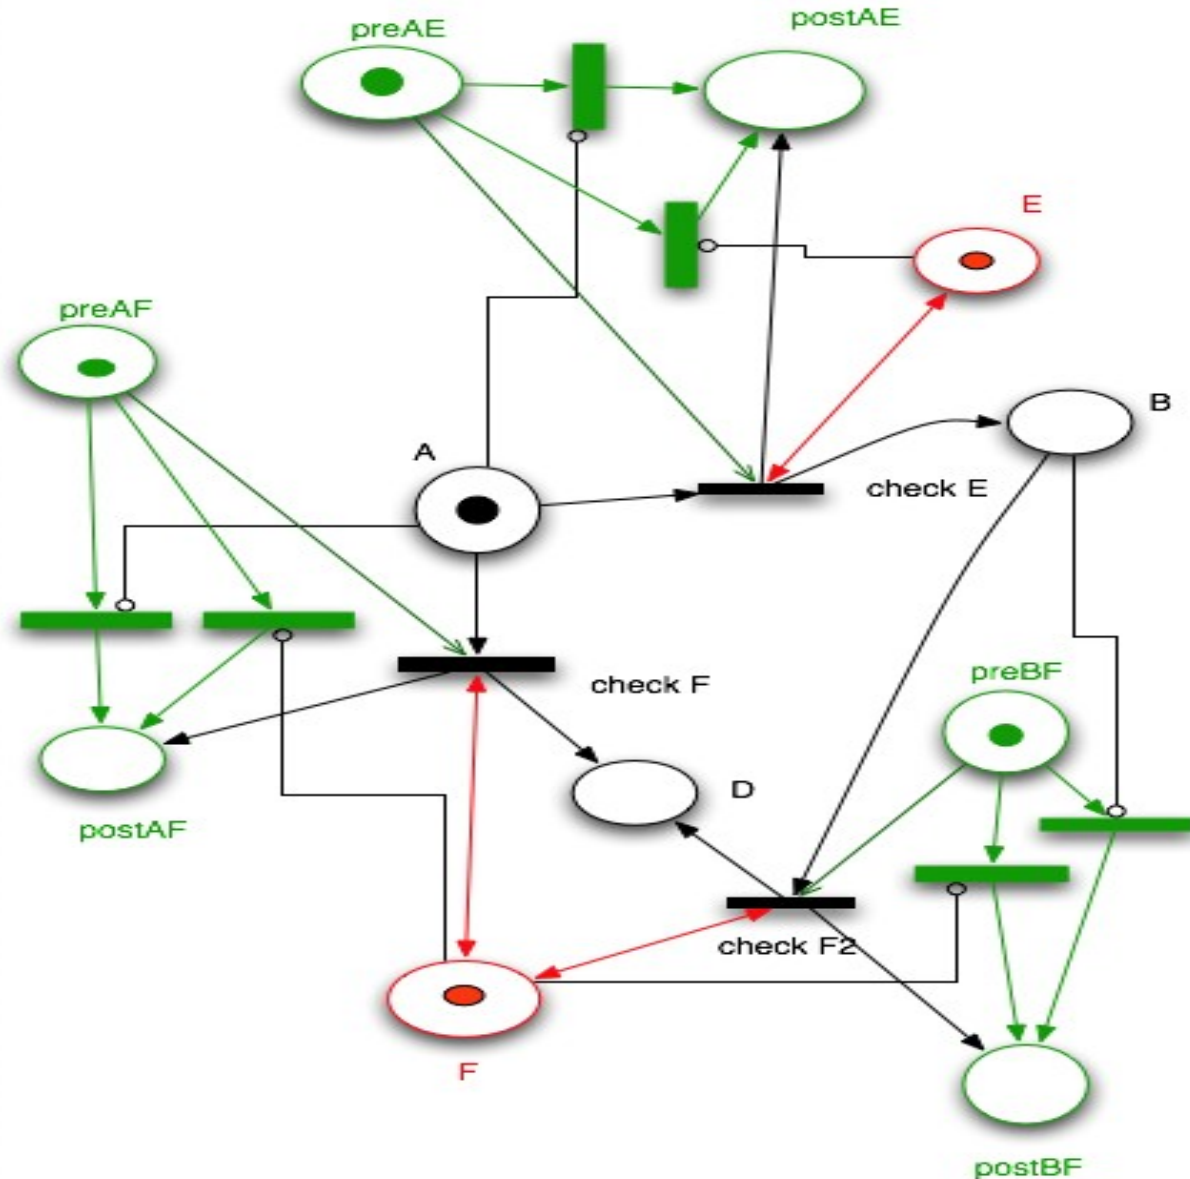 preAE
postAE
E
preAF
B
A
check E
preBF
check F
D
postAF
check F2
F
postBF